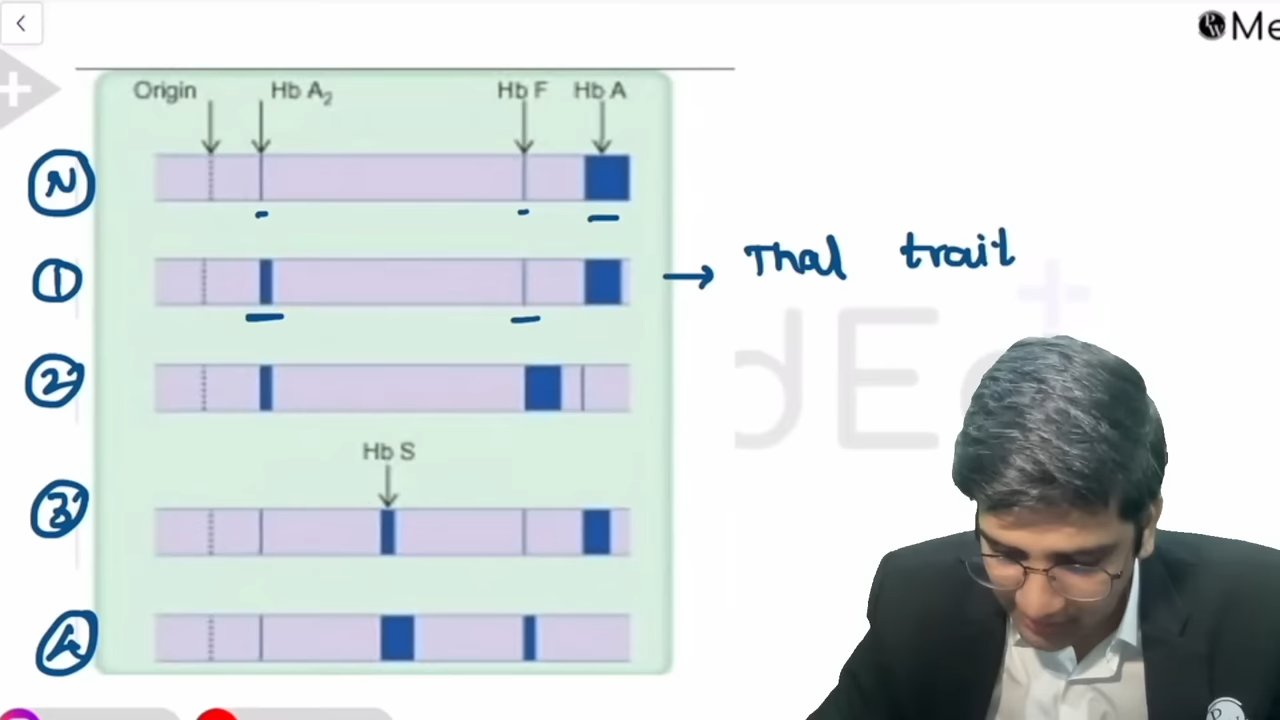 Me
Origin Hb A₂ Hb F Hb A
N
1 → Thal trait
2
Hb S
3
4